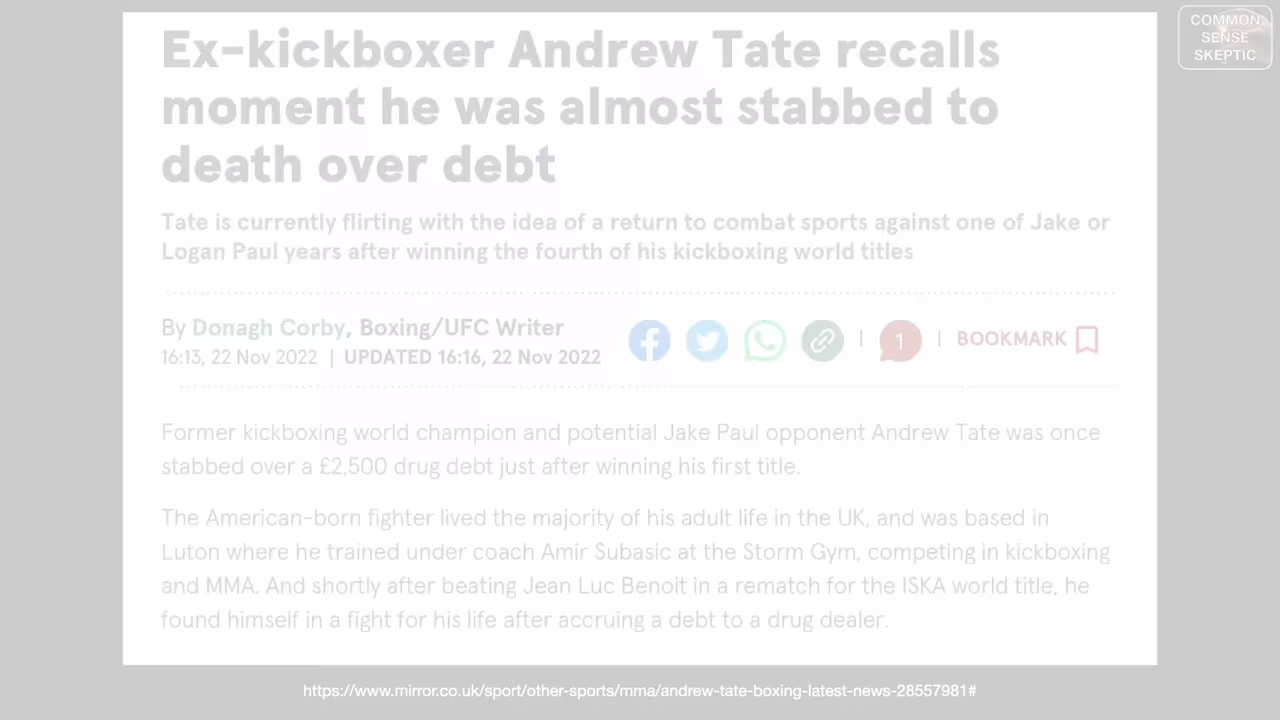 COMMON
SENSE
SKEPTIC
Ex-kickboxer Andrew Tate recalls
moment he was almost stabbed to
death over debt
Tate is currently flirting with the idea of a return to combat sports against one of Jake or
Logan Paul years after winning the fourth of his kickboxing world titles
By Donagh Corby, Boxing/UFC Writer
16:13, 22 Nov 2022 | UPDATED 16:16, 22 Nov 2022
1
BOOKMARK
Former kickboxing world champion and potential Jake Paul opponent Andrew Tate was once
stabbed over a £2,500 drug debt just after winning his first title.
The American-born fighter lived the majority of his adult life in the UK, and was based in
Luton where he trained under coach Amir Subasic at the Storm Gym, competing in kickboxing
and MMA. And shortly after beating Jean Luc Benoit in a rematch for the ISKA world title, he
found himself in a fight for his life after accruing a debt to a drug dealer.
https://www.mirror.co.uk/sport/other-sports/mma/andrew-tate-boxing-latest-news-28557981#